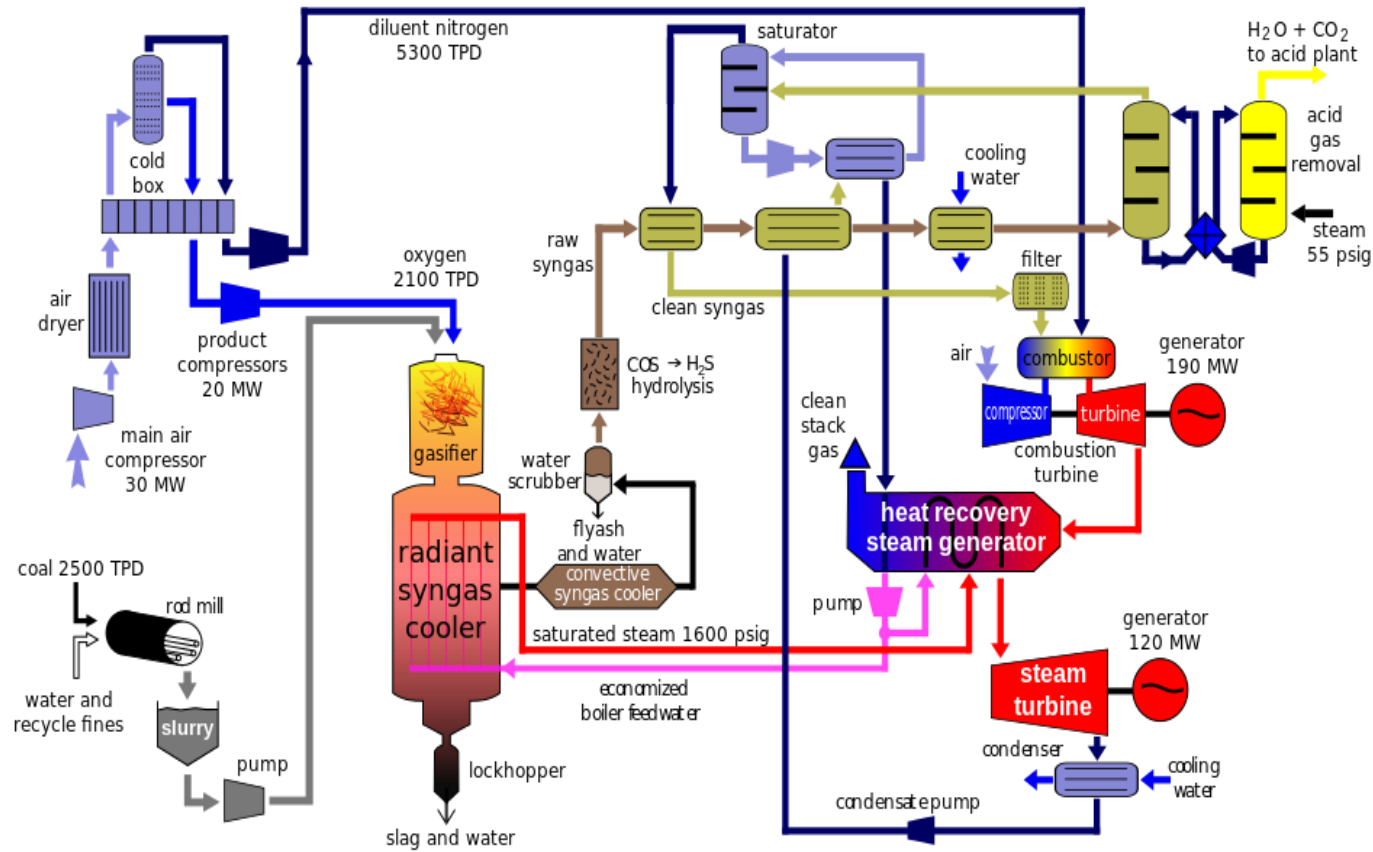 diluent nitrogen
5300 TPD
saturator
H₂O + CO₂
to acid plant
cold
box
acid
gas
removal
cooling
water
steam
55 psig
raw
syngas
oxygen
2100 TPD
filter
air
dryer
clean syngas
product
compressors
20 MW
COS → H₂S
hydrolysis
air
combustor
generator
190 MW
compressor
turbine
combustion
turbine
clean
stack
gas
main air
compressor
30 MW
gasifier
water
scrubber
flyash
and water
heat recovery
steam generator
radiant
syngas
cooler
convective
syngas cooler
coal 2500 TPD
rod mill
pump
saturated steam 1600 psig
generator
120 MW
steam
turbine
water and
recycle fines
economized
boiler feedwater
slurry
pump
lockhopper
condenser
cooling
water
condensate pump
slag and water